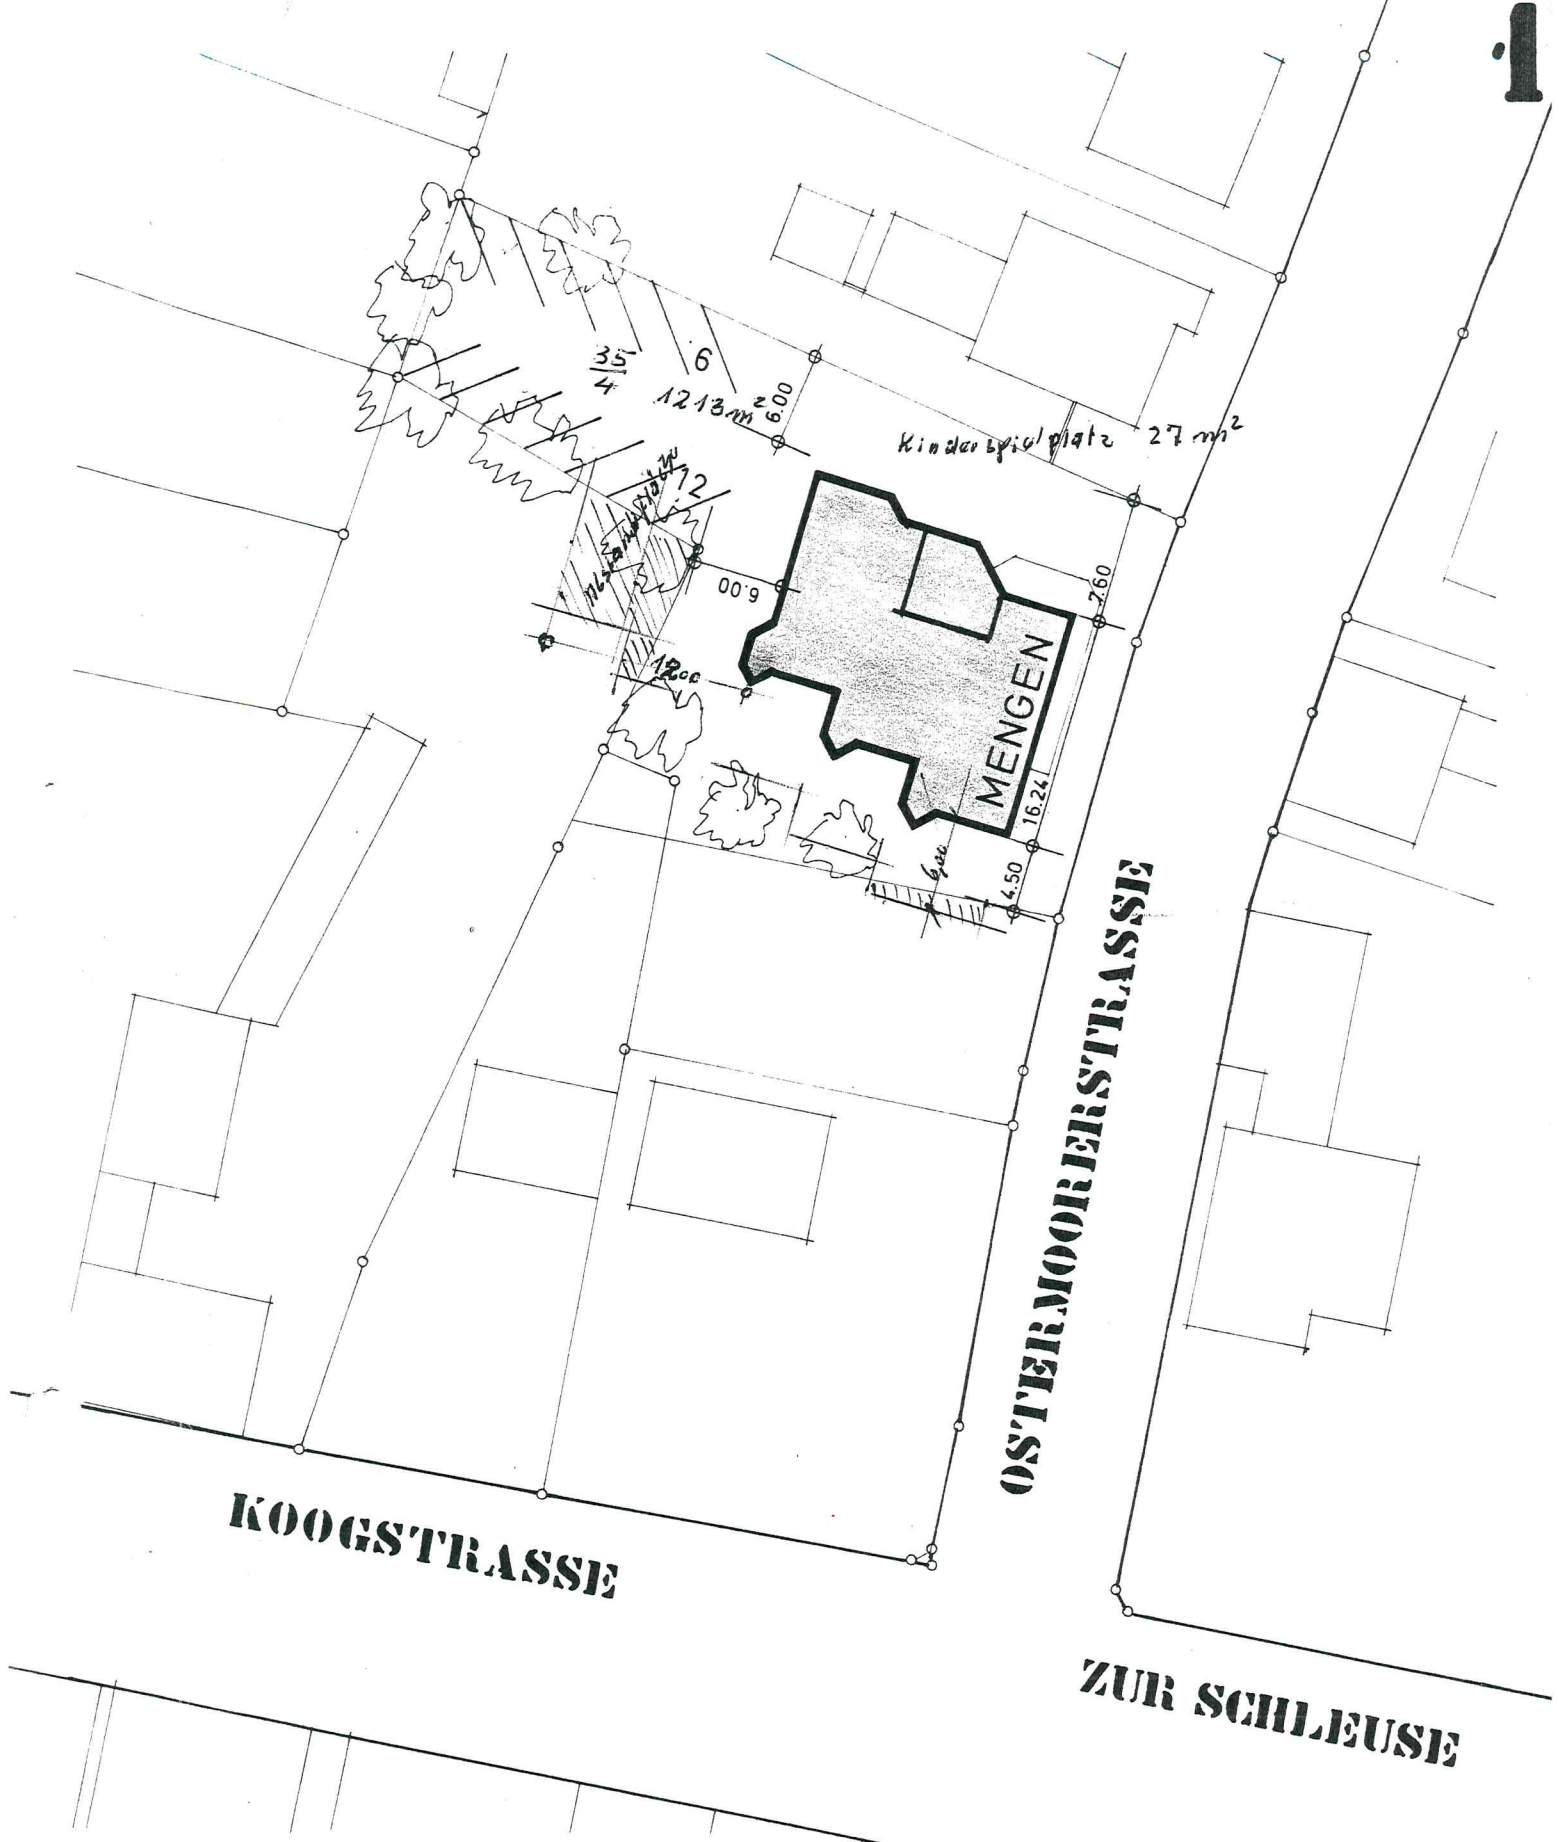 1
35
4
6
1213 m²
6.00
Kinderspielplatz 27 m²
12
6.00
7.60
12.00
MENGEN
16.24
6,00
4.50
OSTERMOORERSTRASSE
KOOGSTRASSE
ZUR SCHLEUSE